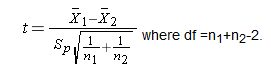 t = (X̄₁ − X̄₂) / (Sₚ√(1/n₁ + 1/n₂)) where df =n₁+n₂-2.